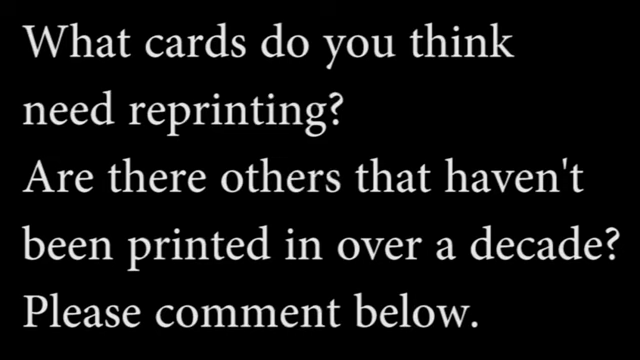 What cards do you think
need reprinting?
Are there others that haven't
been printed in over a decade?
Please comment below.